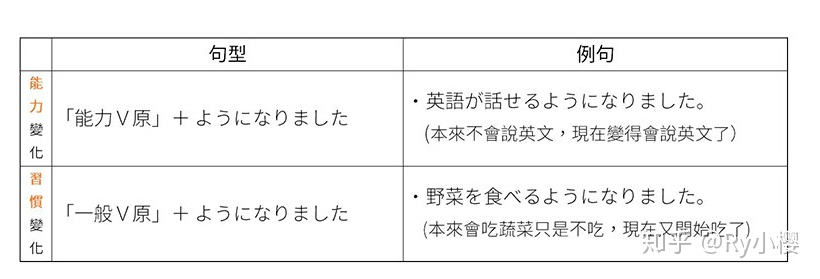 句型
例句
能力變化
「能力Ｖ原」＋ ようになりました
・英語が話せるようになりました。
(本來不會說英文，現在變得會說英文了)
習慣變化
「一般Ｖ原」＋ ようになりました
・野菜を食べるようになりました。
(本來會吃蔬菜只是不吃，現在又開始吃了)
知乎 @Ry小樱